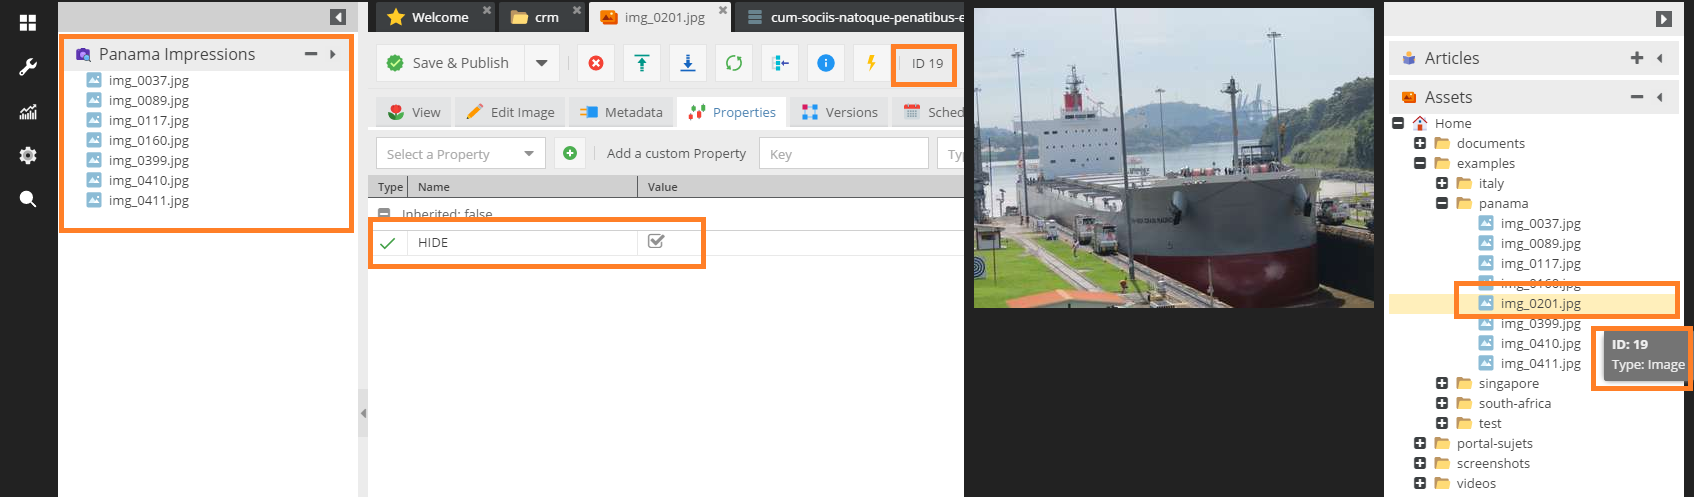 Panama Impressions
img_0037.jpg
img_0089.jpg
img_0117.jpg
img_0160.jpg
img_0399.jpg
img_0410.jpg
img_0411.jpg
Welcome
crm
img_0201.jpg
cum-sociis-natoque-penatibus-e
Save & Publish
ID 19
View
Edit Image
Metadata
Properties
Versions
Sched
Select a Property
Add a custom Property
Key
Ty
Type Name Value
Inherited: false
HIDE
Articles
Assets
Home
documents
examples
italy
panama
img_0037.jpg
img_0089.jpg
img_0117.jpg
img_0160.jpg
img_0201.jpg
img_0399.jpg
img_0410.jpg
img_0411.jpg
ID: 19
Type: Image
singapore
south-africa
test
portal-sujets
screenshots
videos